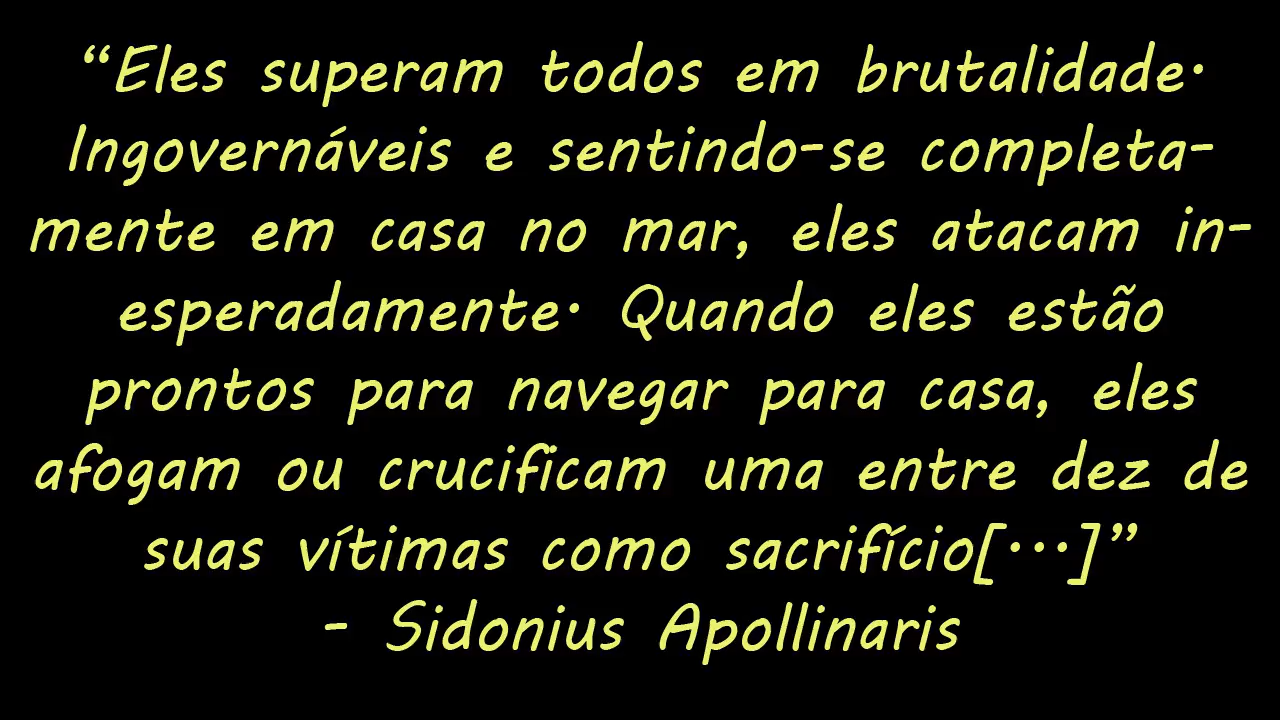 “Eles superam todos em brutalidade.
Ingovernáveis e sentindo-se completa-
mente em casa no mar, eles atacam in-
esperadamente. Quando eles estão
prontos para navegar para casa, eles
afogam ou crucificam uma entre dez de
suas vítimas como sacrifício[...]”
- Sidonius Apollinaris